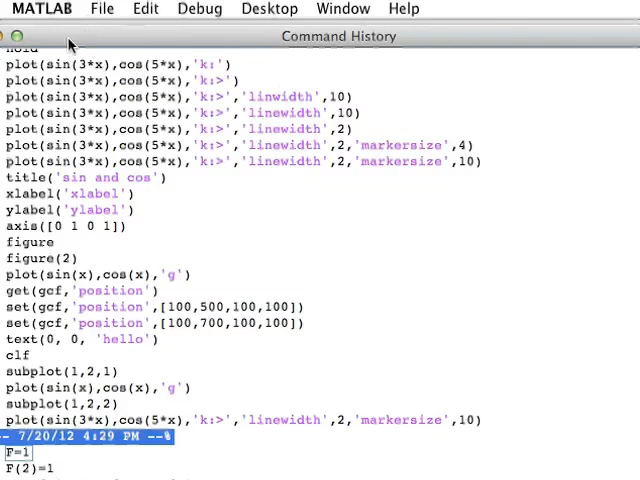 MATLAB File Edit Debug Desktop Window Help
Command History
hold
plot(sin(3*x),cos(5*x),'k:')
plot(sin(3*x),cos(5*x),'k:>')
plot(sin(3*x),cos(5*x),'k:>','linwidth',10)
plot(sin(3*x),cos(5*x),'k:>','linewidth',10)
plot(sin(3*x),cos(5*x),'k:>','linewidth',2)
plot(sin(3*x),cos(5*x),'k:>','linewidth',2,'markersize',4)
plot(sin(3*x),cos(5*x),'k:>','linewidth',2,'markersize',10)
title('sin and cos')
xlabel('xlabel')
ylabel('ylabel')
axis([0 1 0 1])
figure
figure(2)
plot(sin(x),cos(x),'g')
get(gcf,'position')
set(gcf,'position',[100,500,100,100])
set(gcf,'position',[100,700,100,100])
text(0, 0, 'hello')
clf
subplot(1,2,1)
plot(sin(x),cos(x),'g')
subplot(1,2,2)
plot(sin(3*x),cos(5*x),'k:>','linewidth',2,'markersize',10)
-- 7/20/12 4:29 PM --%
F=1
F(2)=1